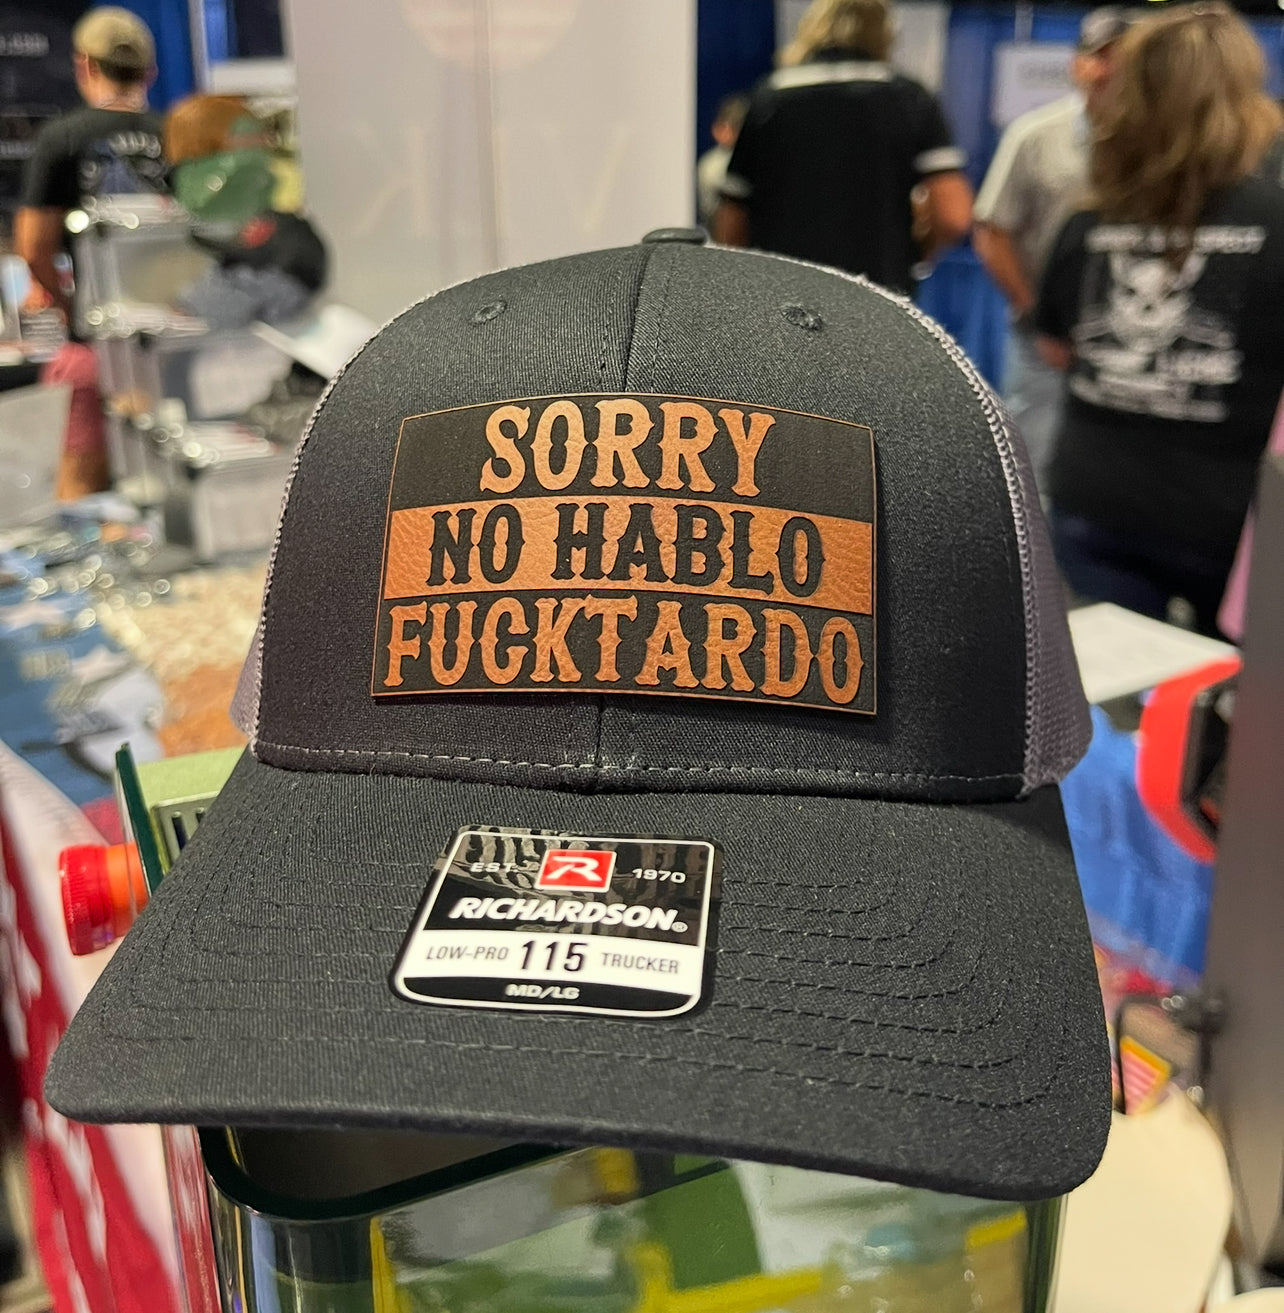 SORRY
NO HABLO
FUCKTARDO
EST. R 1970
RICHARDSON®
LOW-PRO 115 TRUCKER
MD/LG